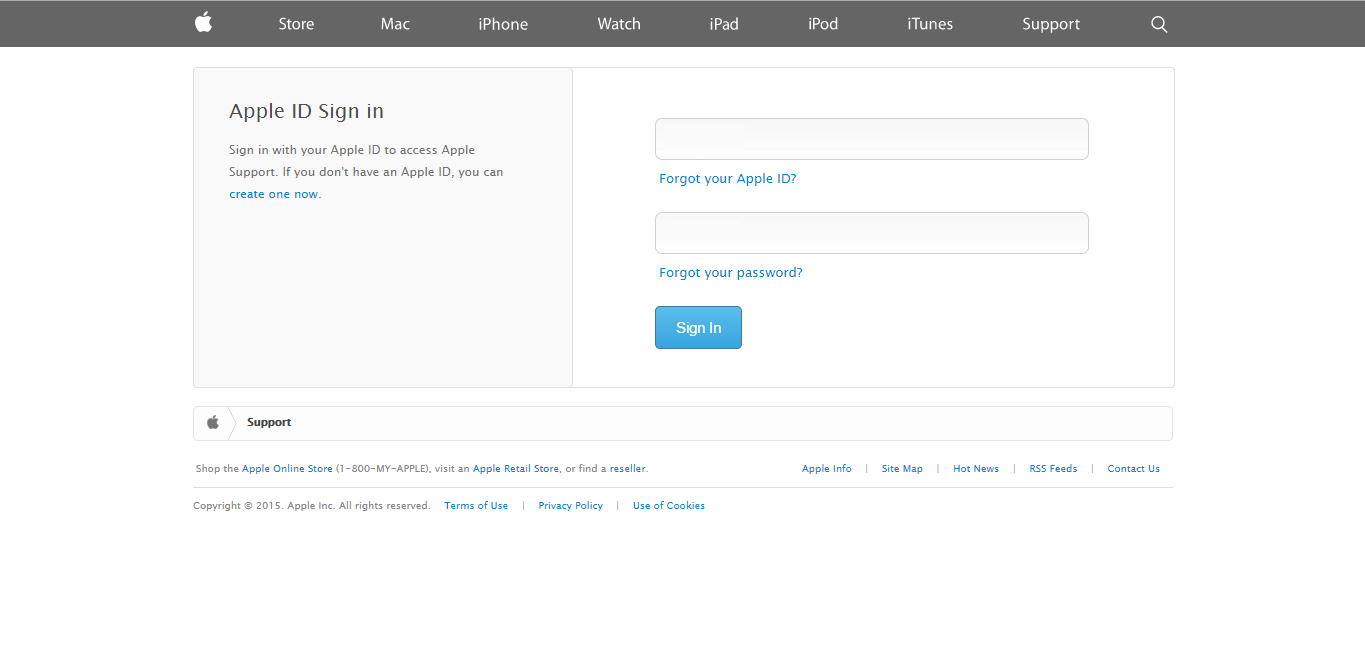 Store Mac iPhone Watch iPad iPod iTunes Support
Apple ID Sign in
Sign in with your Apple ID to access Apple
Support. If you don't have an Apple ID, you can
create one now.
Forgot your Apple ID?
Forgot your password?
Sign In
Support
Shop the Apple Online Store (1-800-MY-APPLE), visit an Apple Retail Store, or find a reseller.
Apple Info | Site Map | Hot News | RSS Feeds | Contact Us
Copyright © 2015. Apple Inc. All rights reserved. Terms of Use | Privacy Policy | Use of Cookies